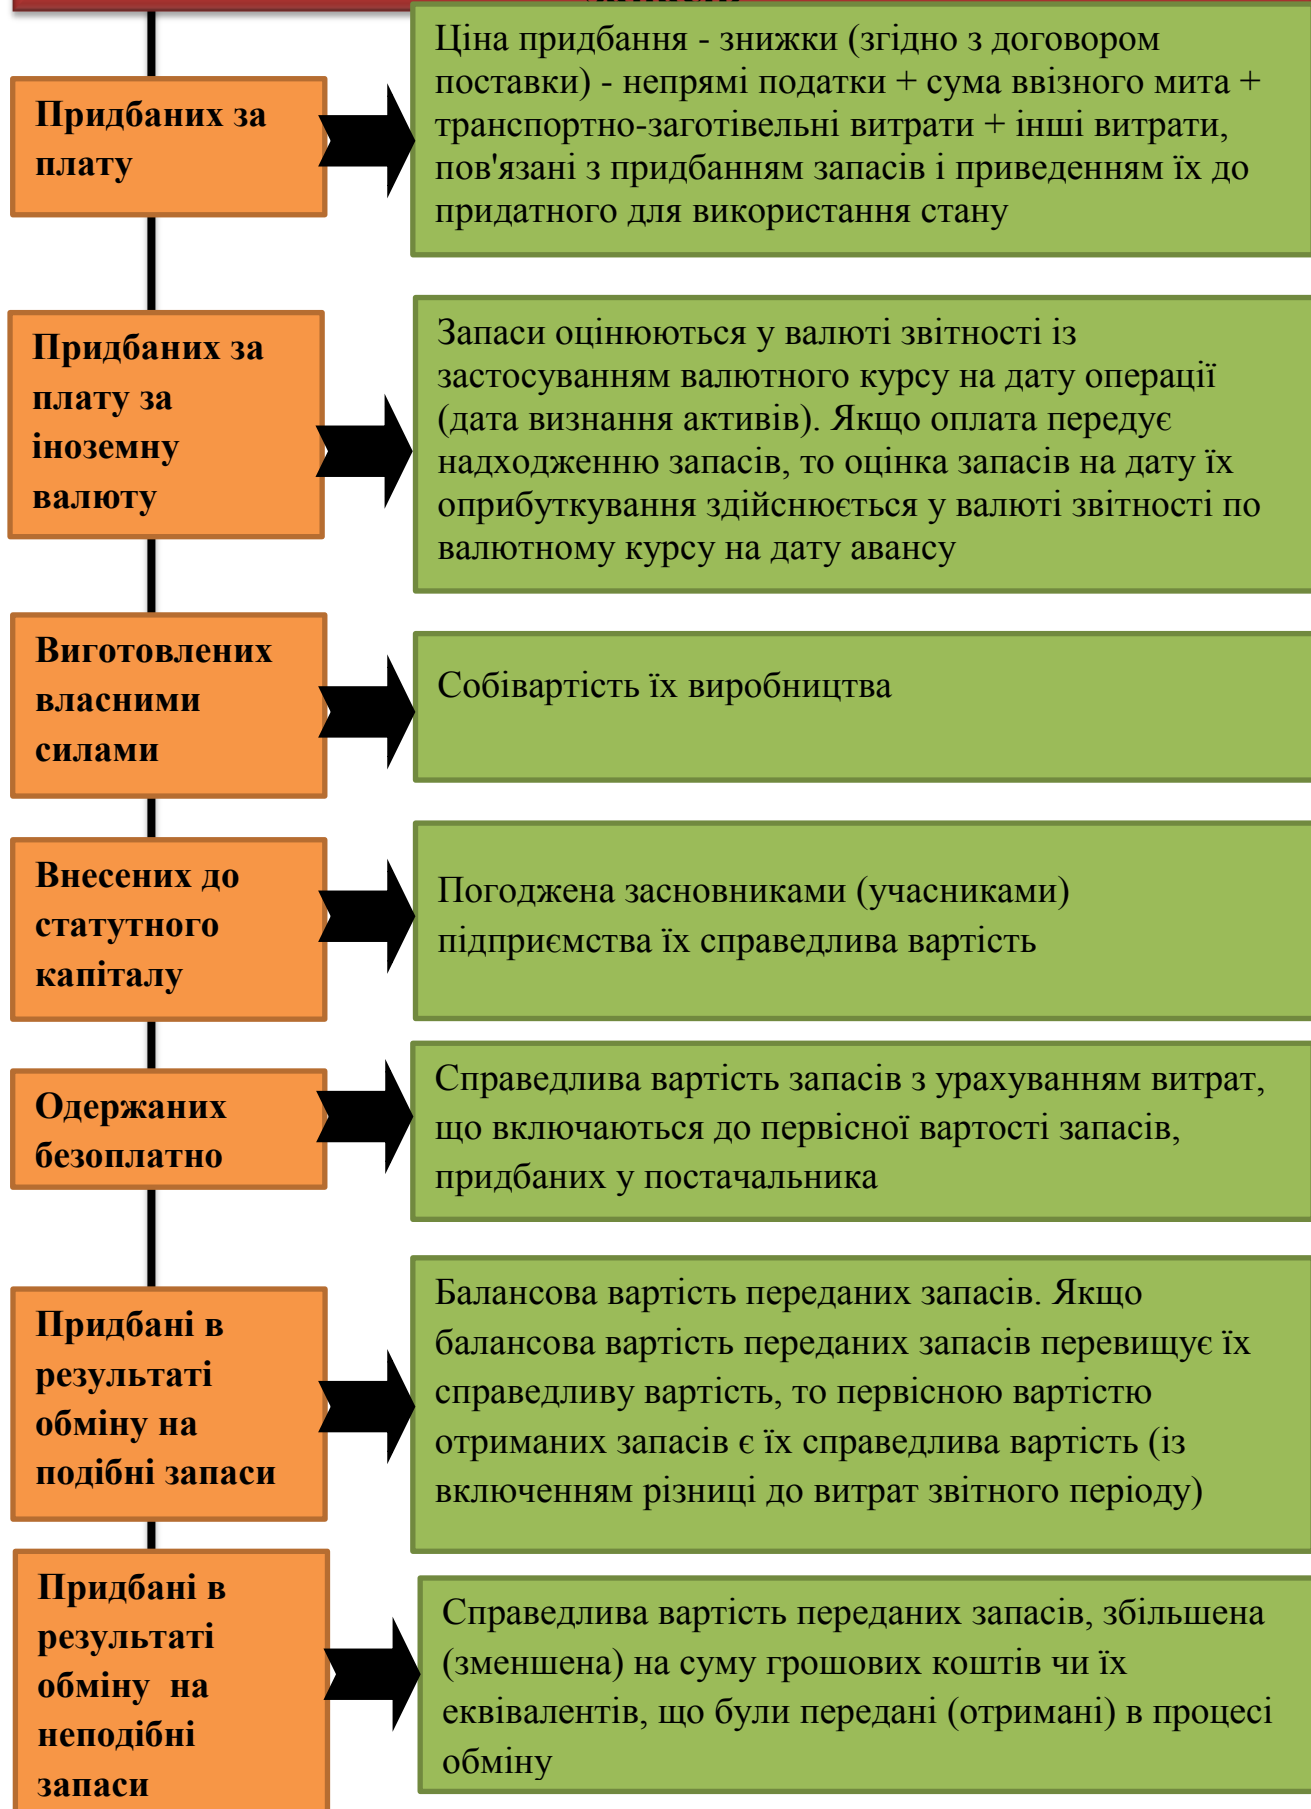 Придбаних за
плату
Ціна придбання - знижки (згідно з договором
поставки) - непрямі податки + сума ввізного мита +
транспортно-заготівельні витрати + інші витрати,
пов'язані з придбанням запасів і приведенням їх до
придатного для використання стану
Придбаних за
плату за
іноземну
валюту
Запаси оцінюються у валюті звітності із
застосуванням валютного курсу на дату операції
(дата визнання активів). Якщо оплата передує
надходженню запасів, то оцінка запасів на дату їх
оприбуткування здійснюється у валюті звітності по
валютному курсу на дату авансу
Виготовлених
власними
силами
Собівартість їх виробництва
Внесених до
статутного
капіталу
Погоджена засновниками (учасниками)
підприємства їх справедлива вартість
Одержаних
безоплатно
Справедлива вартість запасів з урахуванням витрат,
що включаються до первісної вартості запасів,
придбаних у постачальника
Придбані в
результаті
обміну на
подібні запаси
Балансова вартість переданих запасів. Якщо
балансова вартість переданих запасів перевищує їх
справедливу вартість, то первісною вартістю
отриманих запасів є їх справедлива вартість (із
включенням різниці до витрат звітного періоду)
Придбані в
результаті
обміну на
неподібні
запаси
Справедлива вартість переданих запасів, збільшена
(зменшена) на суму грошових коштів чи їх
еквівалентів, що були передані (отримані) в процесі
обміну